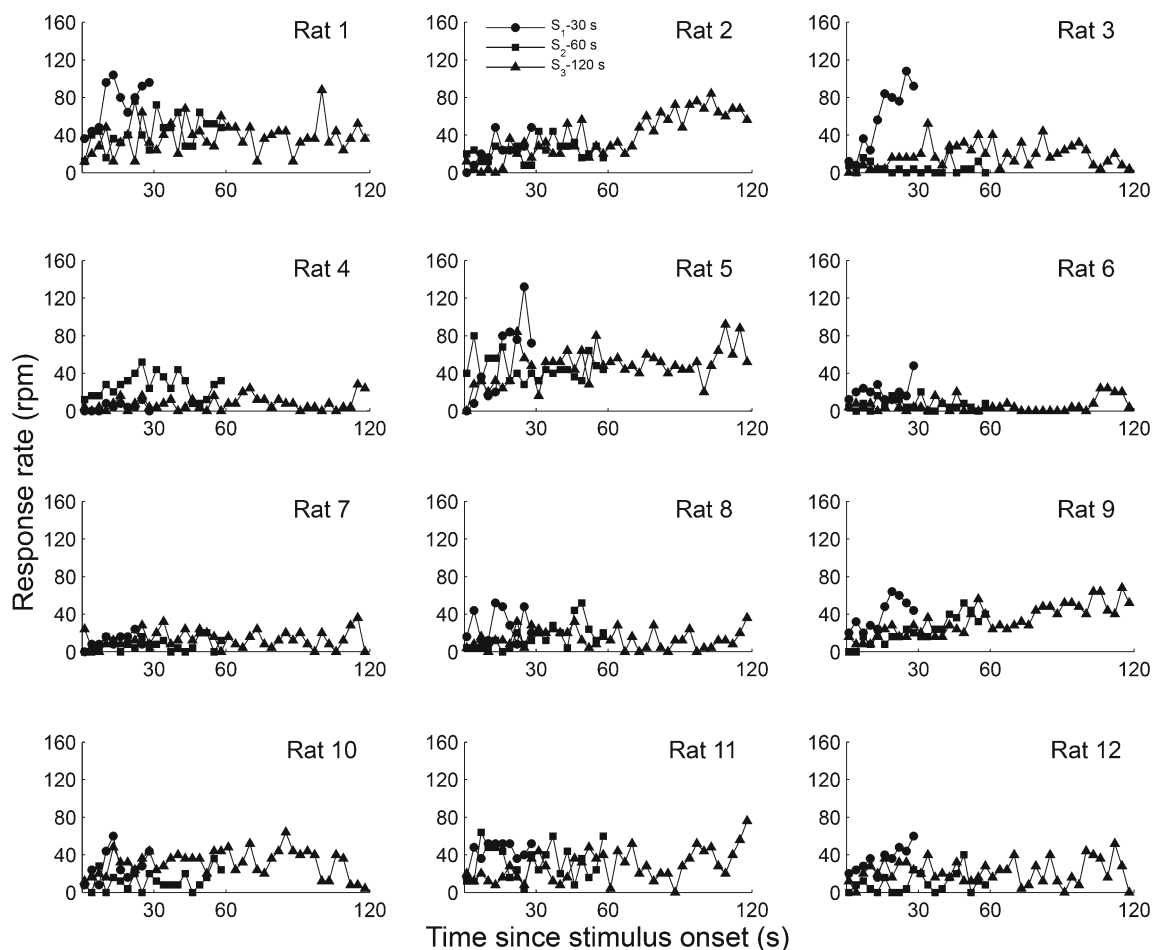 160 120 80 40 0 30 60 120 Rat 1
160 120 80 40 0 30 60 120 Rat 2
S1-30 s
S2-60 s
S3-120 s
160 120 80 40 0 30 60 120 Rat 3
160 120 80 40 0 30 60 120 Rat 4
160 120 80 40 0 30 60 120 Rat 5
160 120 80 40 0 30 60 120 Rat 6
160 120 80 40 0 30 60 120 Rat 7
160 120 80 40 0 30 60 120 Rat 8
160 120 80 40 0 30 60 120 Rat 9
160 120 80 40 0 30 60 120 Rat 10
160 120 80 40 0 30 60 120 Rat 11
160 120 80 40 0 30 60 120 Rat 12
Response rate (rpm)
Time since stimulus onset (s)